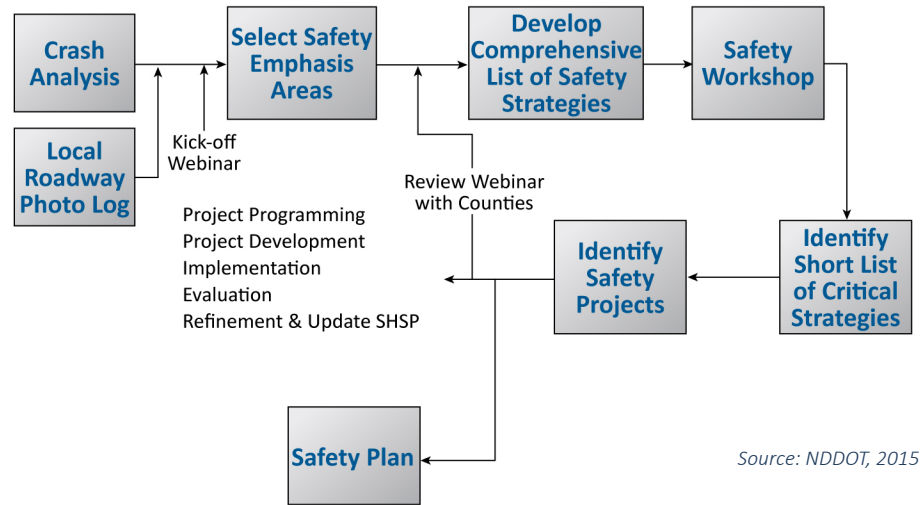 Crash
Analysis
Select Safety
Emphasis
Areas
Develop
Comprehensive
List of Safety
Strategies
Safety
Workshop
Local
Roadway
Photo Log
Kick-off
Webinar
Review Webinar
with Counties
Project Programming
Project Development
Implementation
Evaluation
Refinement & Update SHSP
Identify
Safety
Projects
Identify
Short List
of Critical
Strategies
Safety Plan
Source: NDDOT, 2015